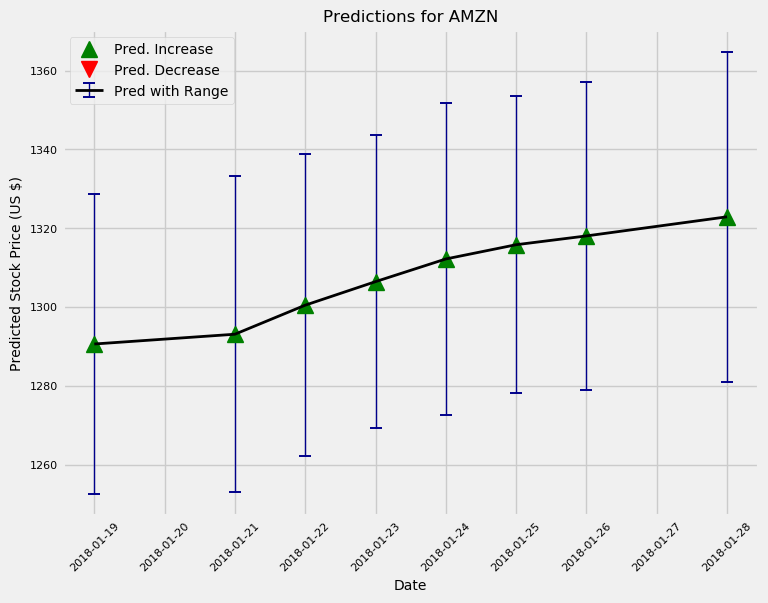 Predictions for AMZN
Pred. Increase
Pred. Decrease
Pred with Range
Predicted Stock Price (US $)
1360
1340
1320
1300
1280
1260
2018-01-19
2018-01-20
2018-01-21
2018-01-22
2018-01-23
2018-01-24
2018-01-25
2018-01-26
2018-01-27
2018-01-28
Date